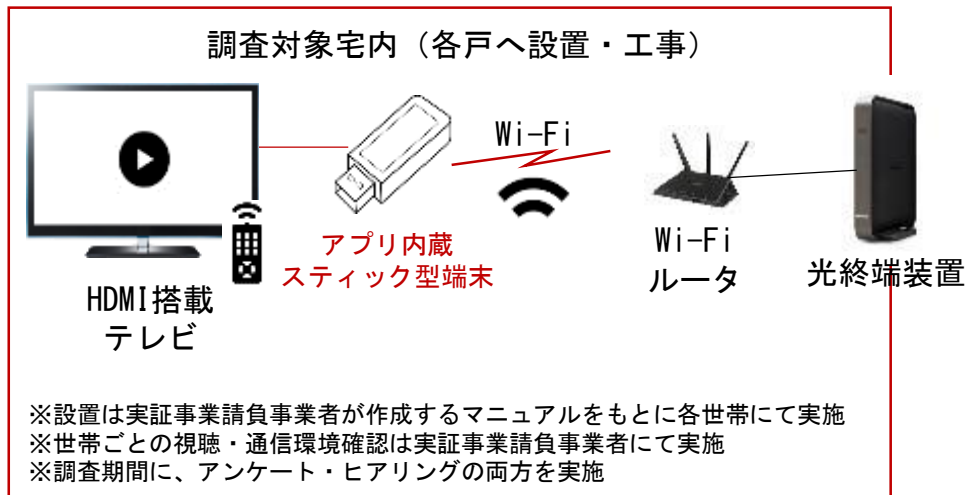 調査対象宅内（各戸へ設置・工事）
Wi-Fi
アプリ内蔵
スティック型端末
HDMI搭載
テレビ
Wi-Fi
ルータ
光終端装置
※設置は実証事業請負事業者が作成するマニュアルをもとに各世帯にて実施
※世帯ごとの視聴・通信環境確認は実証事業請負事業者にて実施
※調査期間に、アンケート・ヒアリングの両方を実施